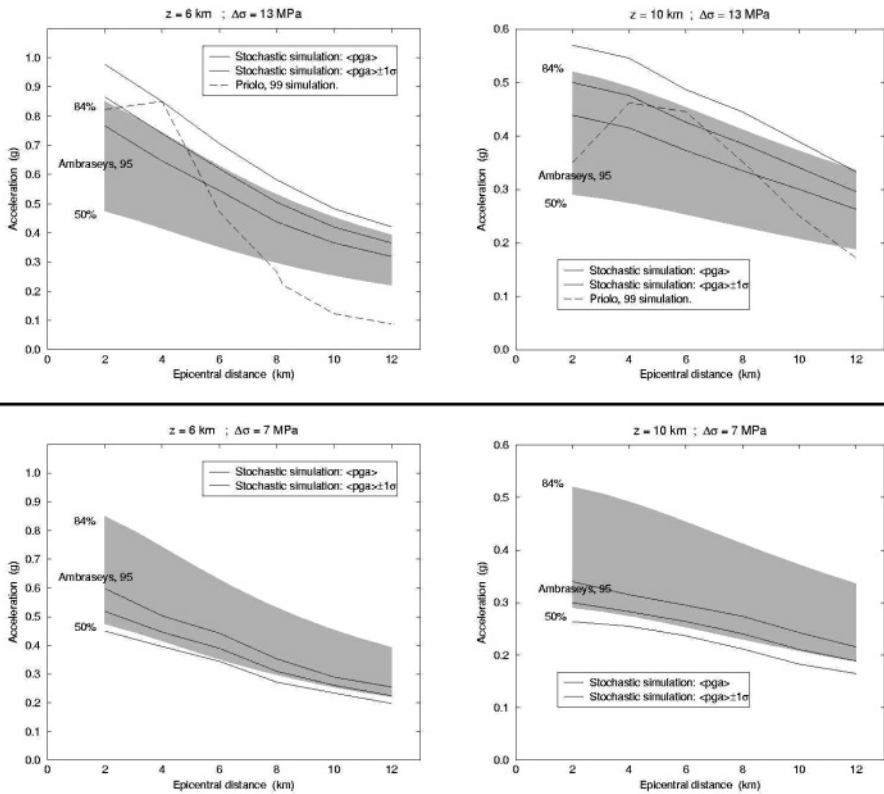 z = 6 km ; Δσ = 13 MPa
Acceleration (g)
1.0
0.9
0.8
0.7
0.6
0.5
0.4
0.3
0.2
0.1
0.0
Stochastic simulation: <pga>
Stochastic simulation: <pga>±1σ
Priolo, 99 simulation.
84%
Ambraseys, 95
50%
0 2 4 6 8 10 12
Epicentral distance (km)
z = 10 km ; Δσ = 13 MPa
Acceleration (g)
0.6
0.5
0.4
0.3
0.2
0.1
0.0
84%
Ambraseys, 95
50%
Stochastic simulation: <pga>
Stochastic simulation: <pga>±1σ
Priolo, 99 simulation.
0 2 4 6 8 10 12
Epicentral distance (km)
z = 6 km ; Δσ = 7 MPa
Acceleration (g)
1.0
0.9
0.8
0.7
0.6
0.5
0.4
0.3
0.2
0.1
0.0
Stochastic simulation: <pga>
Stochastic simulation: <pga>±1σ
84%
Ambraseys, 95
50%
0 2 4 6 8 10 12
Epicentral distance (km)
z = 10 km ; Δσ = 7 MPa
Acceleration (g)
0.6
0.5
0.4
0.3
0.2
0.1
0.0
84%
Ambraseys, 95
50%
Stochastic simulation: <pga>
Stochastic simulation: <pga>±1σ
0 2 4 6 8 10 12
Epicentral distance (km)